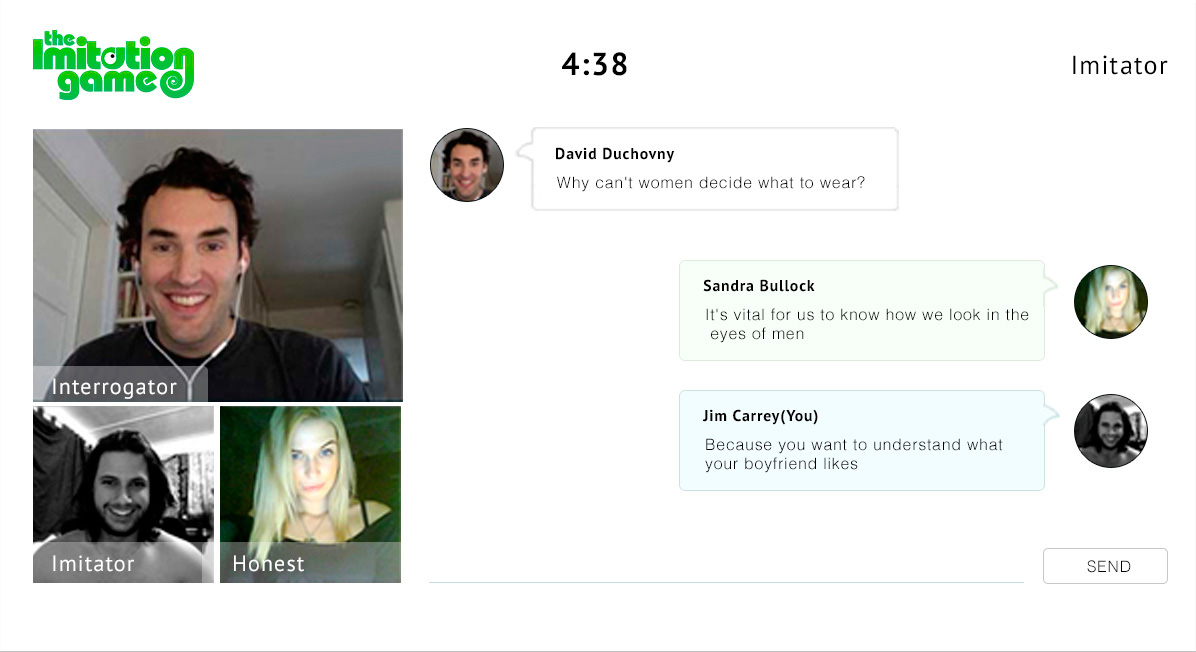 the
Imitation
game
4:38
Imitator
David Duchovny
Why can't women decide what to wear?
Sandra Bullock
It's vital for us to know how we look in the
eyes of men
Jim Carrey(You)
Because you want to understand what
your boyfriend likes
Interrogator
Imitator
Honest
SEND